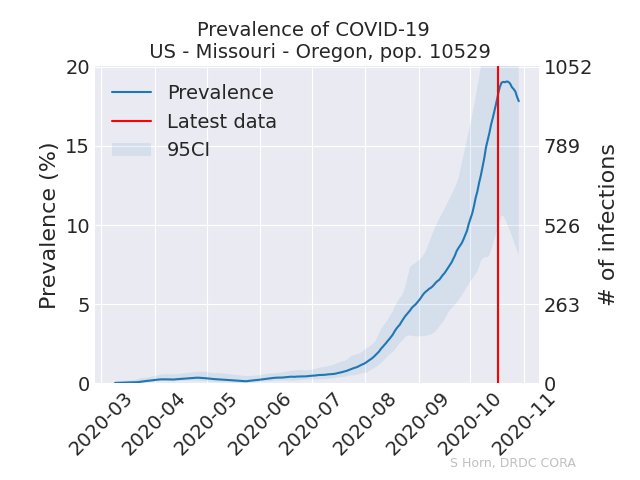 Prevalence of COVID-19
US - Missouri - Oregon, pop. 10529
Prevalence
Latest data
95CI
Prevalence (%)
20
15
10
5
0
1052
789
526
263
0
# of infections
2020-03
2020-04
2020-05
2020-06
2020-07
2020-08
2020-09
2020-10
2020-11
S Horn, DRDC CORA